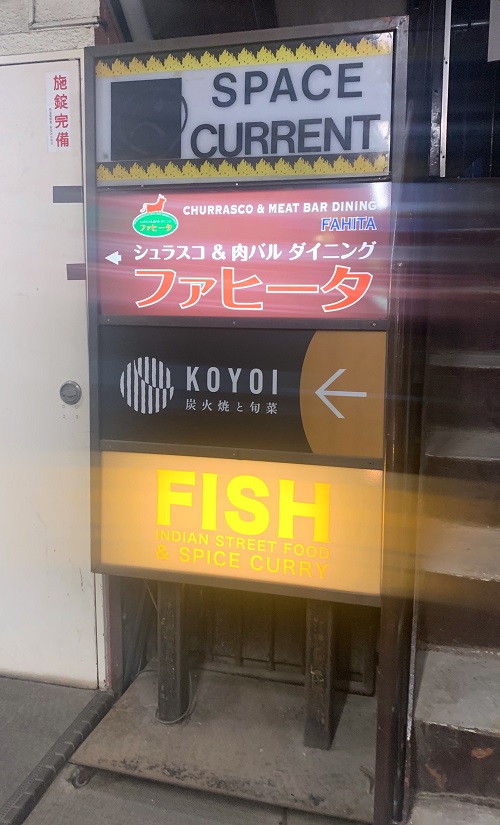 施錠完備
SPACE
CURRENT
CHURRASCO & MEAT BAR DINING
FAHITA
ファヒータ
シュラスコ & 肉バル ダイニング
ファヒータ
KOYOI
炭火焼と旬菜
FISH
INDIAN STREET FOOD
& SPICE CURRY